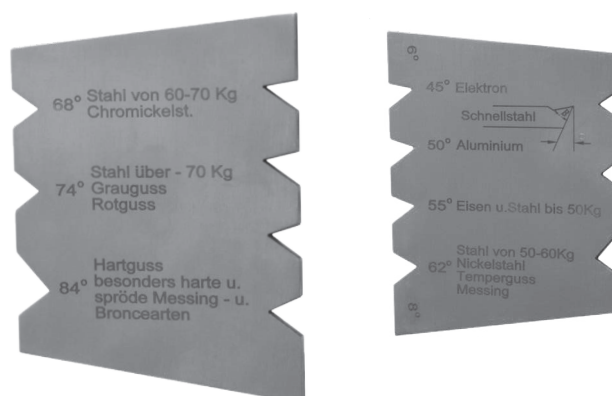 68° Stahl von 60-70 Kg
Chromickelst.
Stahl über - 70 Kg
74° Grauguss
Rotguss
Hartguss
besonders harte u.
84° spröde Messing - u.
Broncearten
6°
45° Elektron
Schnellstahl
50° Aluminium
55° Eisen u.Stahl bis 50Kg
Stahl von 50-60Kg
62° Nickelstahl
Temperguss
Messing
8°